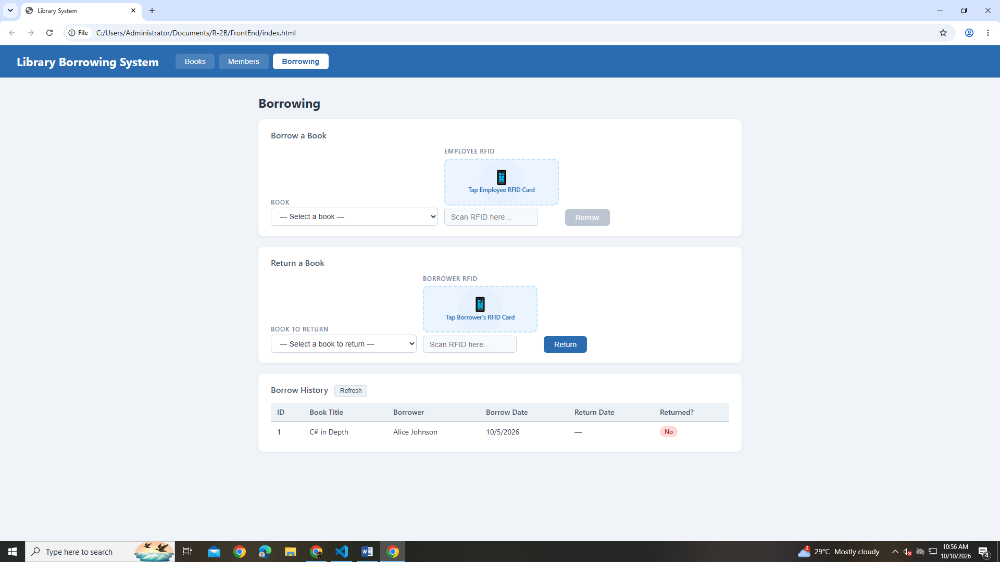 Library System
File
C:/Users/Administrator/Documents/R-2B/FrontEnd/index.html
Library Borrowing System
Books
Members
Borrowing
Borrowing
Borrow a Book
EMPLOYEE RFID
Tap Employee RFID Card
BOOK
— Select a book —
Scan RFID here...
Borrow
Return a Book
BORROWER RFID
Tap Borrower's RFID Card
BOOK TO RETURN
— Select a book to return —
Scan RFID here...
Return
Borrow History
Refresh
ID Book Title Borrower Borrow Date Return Date Returned?
1 C# in Depth Alice Johnson 10/5/2026 — No
Type here to search
2
29°C Mostly cloudy
10:56 AM
10/10/2026
4